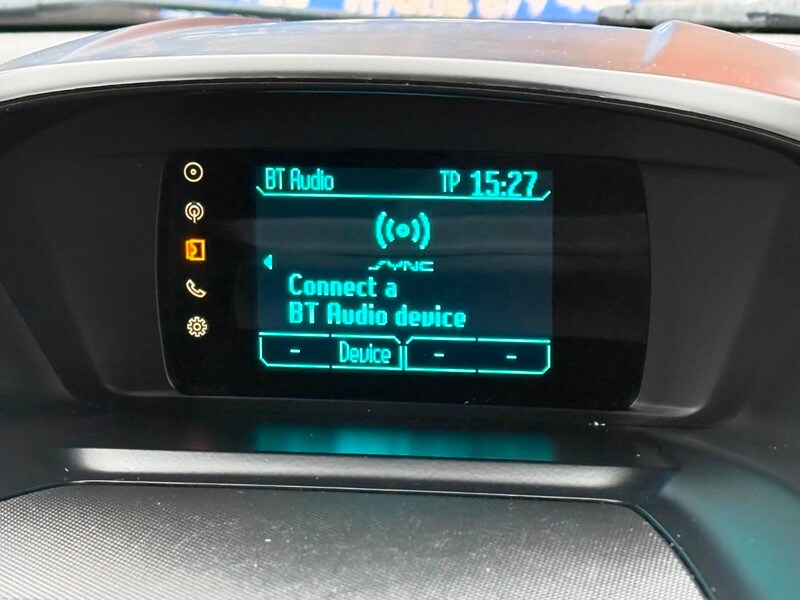 BT Audio TP 15:27
SYNC
Connect a
BT Audio device
- Device - -